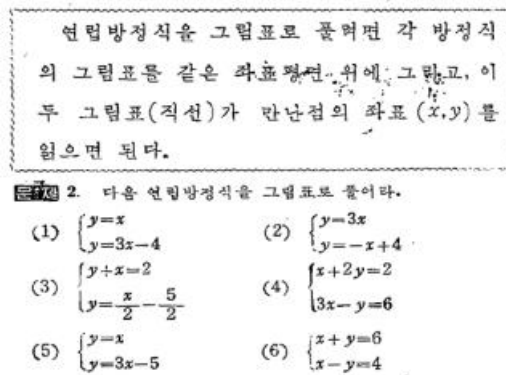 련립방정식을 그림표로 풀려면 각 방정식
의 그림표를 같은 좌표평면 위에 그리고, 이
두 그림표(직선)가 만난점의 좌표 (x, y)를
읽으면 된다.
문제 2. 다음 련립방정식을 그림표로 풀어라.
(1) {y=x (2) {y=3x
y=3x−4 y=−x+4
(3) {y+x=2 (4) {x+2y=2
y=x/2−5/2 3x−y=6
(5) {y=x (6) {x+y=6
y=3x−5 x−y=4